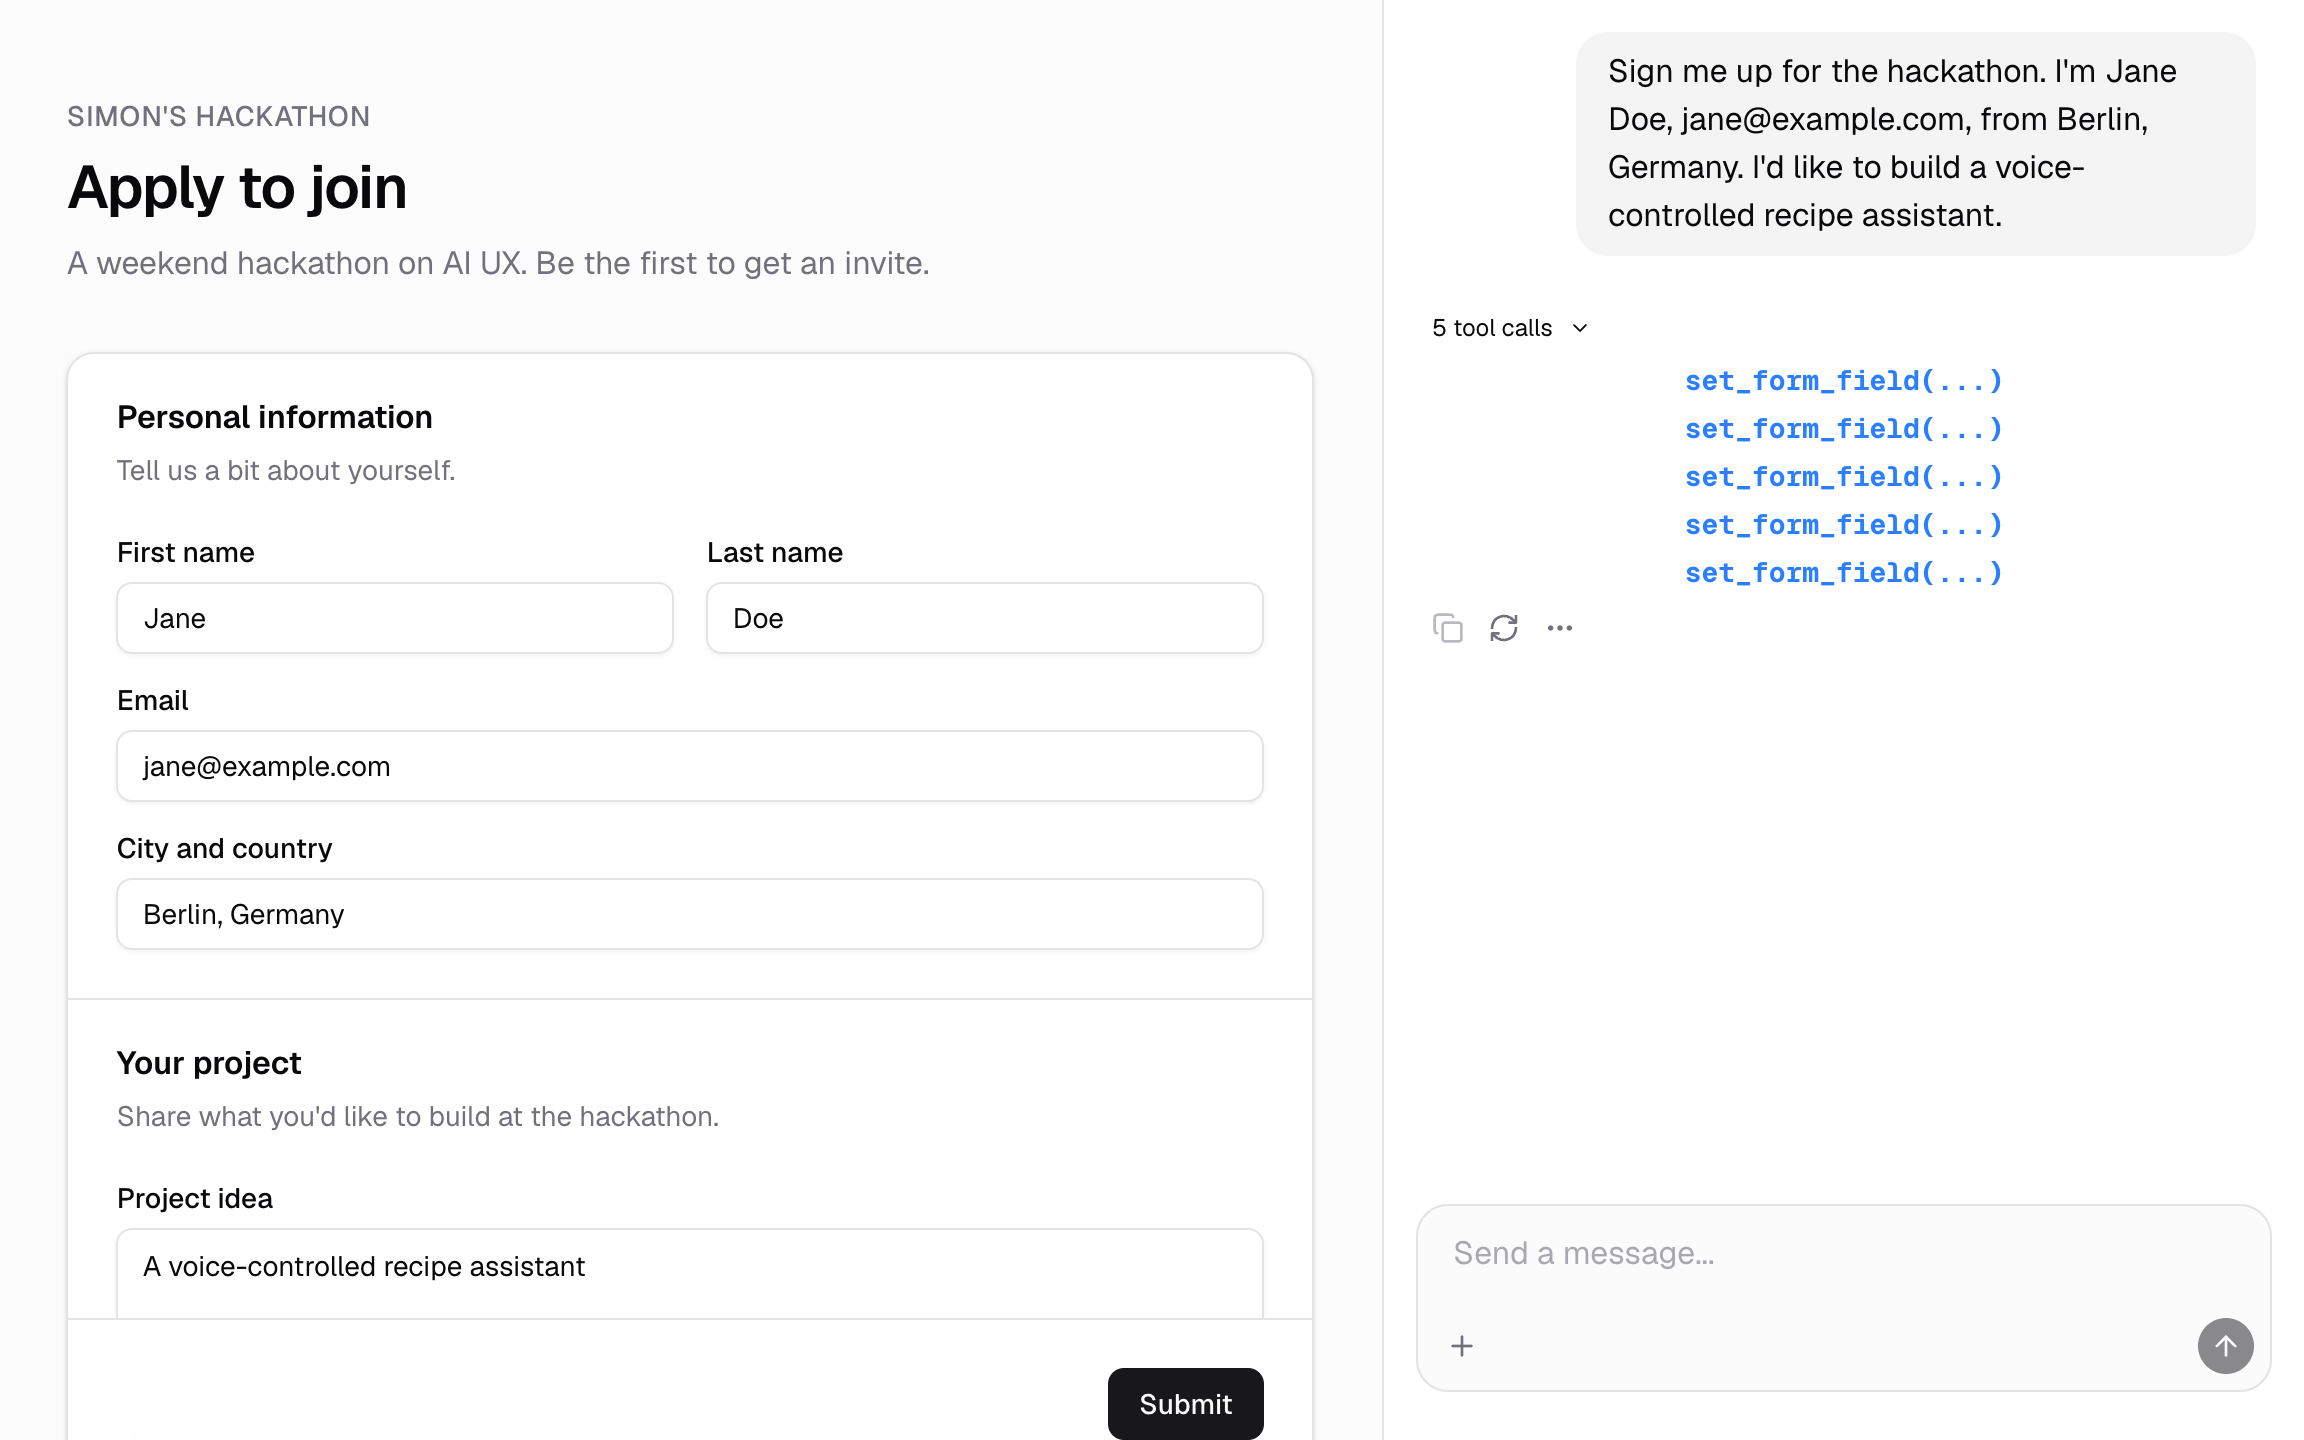 SIMON'S HACKATHON
Apply to join
A weekend hackathon on AI UX. Be the first to get an invite.
Personal information
Tell us a bit about yourself.
First name
Last name
Jane
Doe
Email
jane@example.com
City and country
Berlin, Germany
Your project
Share what you'd like to build at the hackathon.
Project idea
A voice-controlled recipe assistant
Submit
Sign me up for the hackathon. I'm Jane
Doe, jane@example.com, from Berlin,
Germany. I'd like to build a voice-
controlled recipe assistant.
5 tool calls
set_form_field(...)
set_form_field(...)
set_form_field(...)
set_form_field(...)
set_form_field(...)
Send a message...